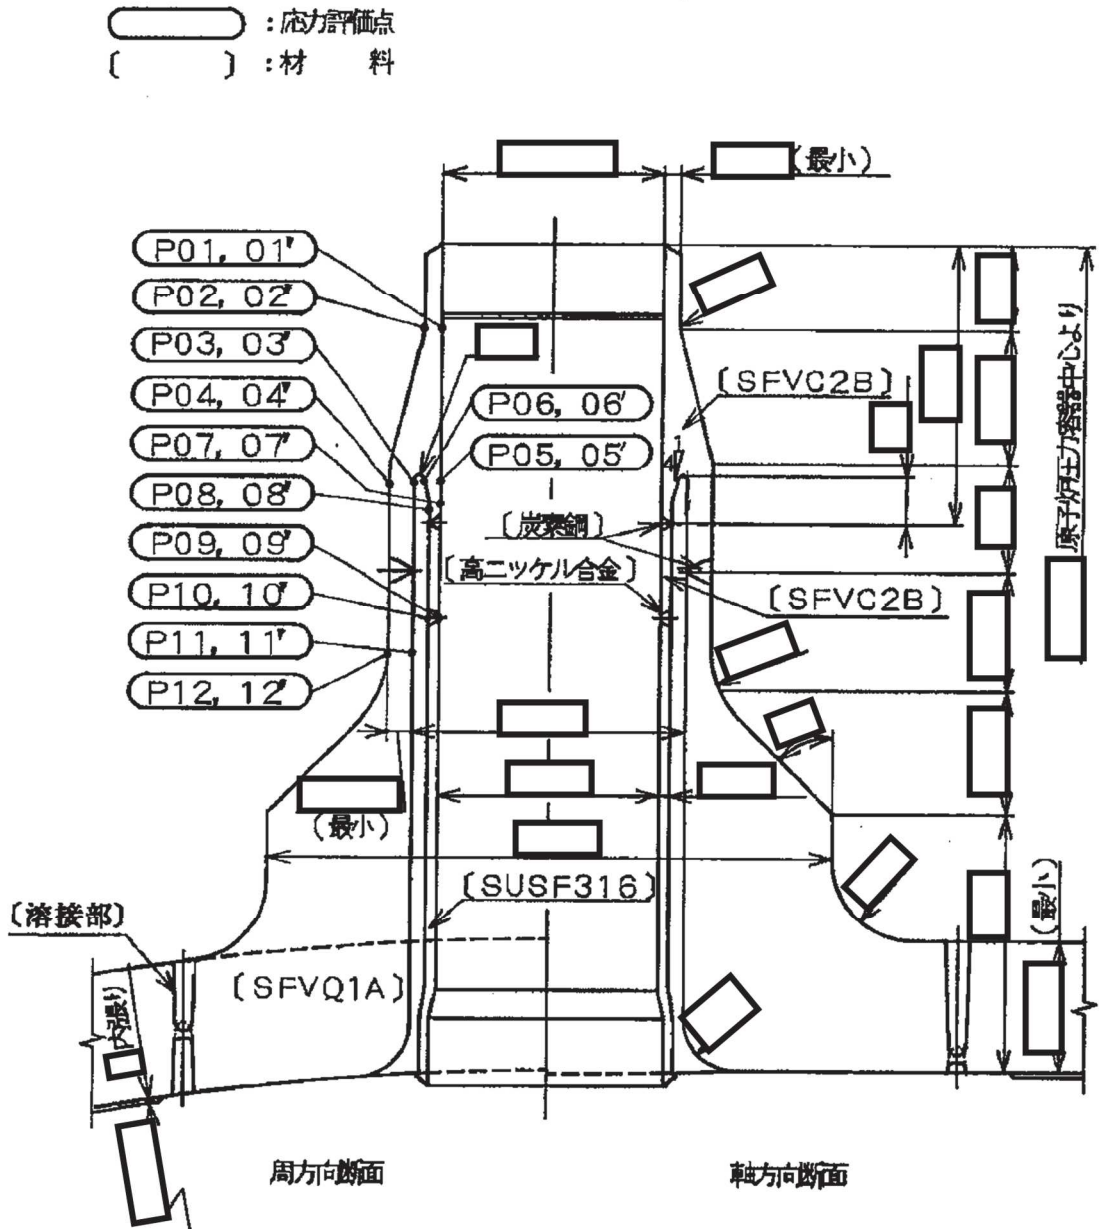 : 応力評価点
〔 〕 : 材 料
(最小)
P01, 01'
P02, 02'
P03, 03'
P04, 04'
P07, 07'
P08, 08'
P09, 09'
P10, 10'
P11, 11'
P12, 12'
P06, 06'
P05, 05'
〔SFVC2B〕
1
4
〔炭素鋼〕
〔高ニッケル合金〕
〔SFVC2B〕
原子炉圧力容器中心より
(最小)
〔SUSF316〕
(最小)
〔溶接部〕
〔SFVQ1A〕
内張り
周方向断面
軸方向断面